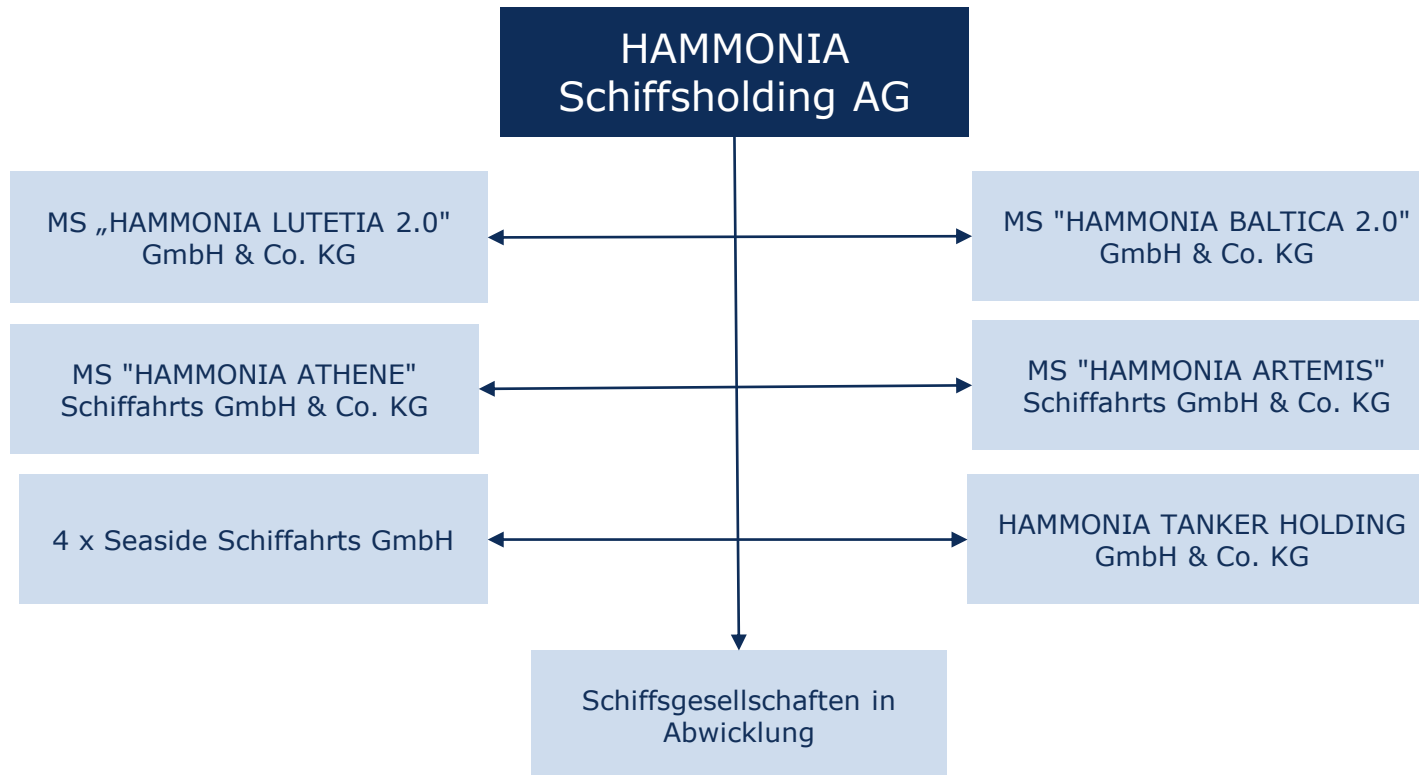 HAMMONIA
Schiffsholding AG
MS „HAMMONIA LUTETIA 2.0"
GmbH & Co. KG
MS "HAMMONIA BALTICA 2.0"
GmbH & Co. KG
MS "HAMMONIA ATHENE"
Schiffahrts GmbH & Co. KG
MS "HAMMONIA ARTEMIS"
Schiffahrts GmbH & Co. KG
4 x Seaside Schiffahrts GmbH
HAMMONIA TANKER HOLDING
GmbH & Co. KG
Schiffsgesellschaften in
Abwicklung